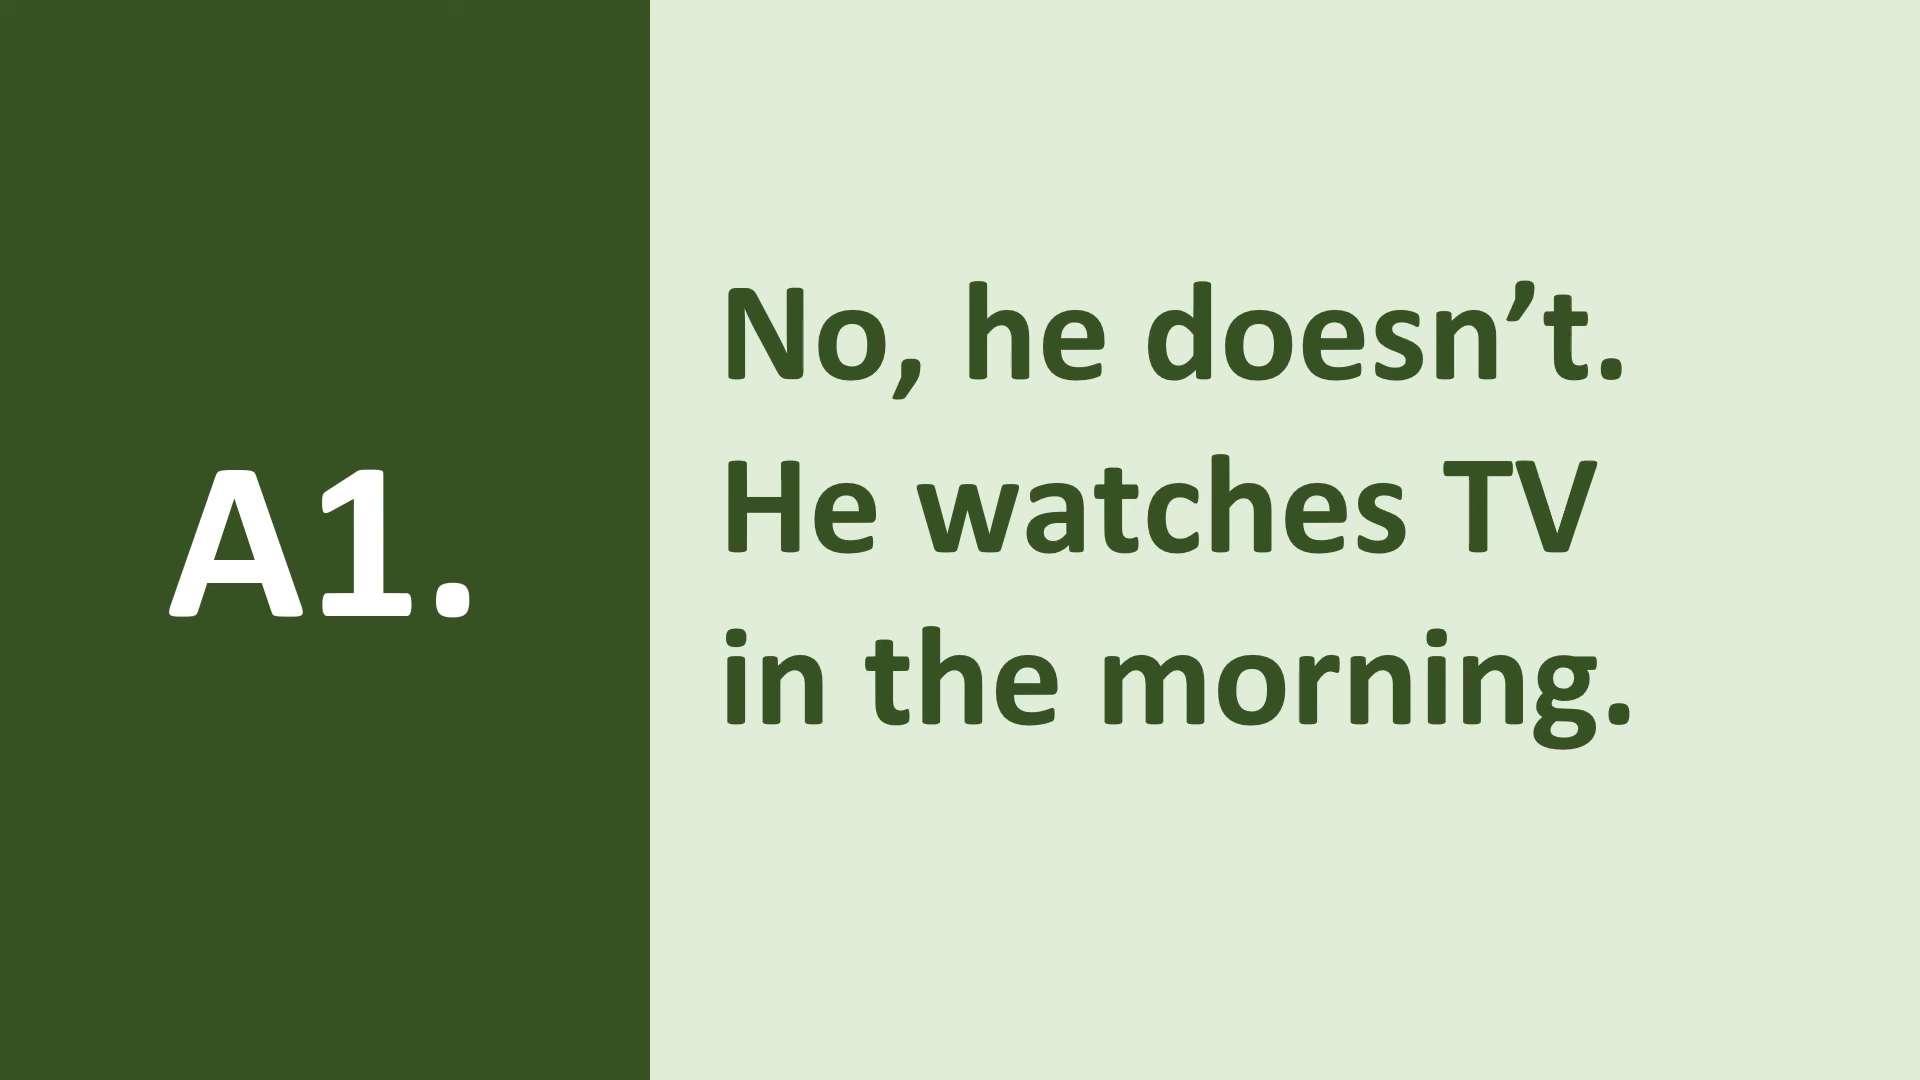 A1.
No, he doesn’t.
He watches TV
in the morning.